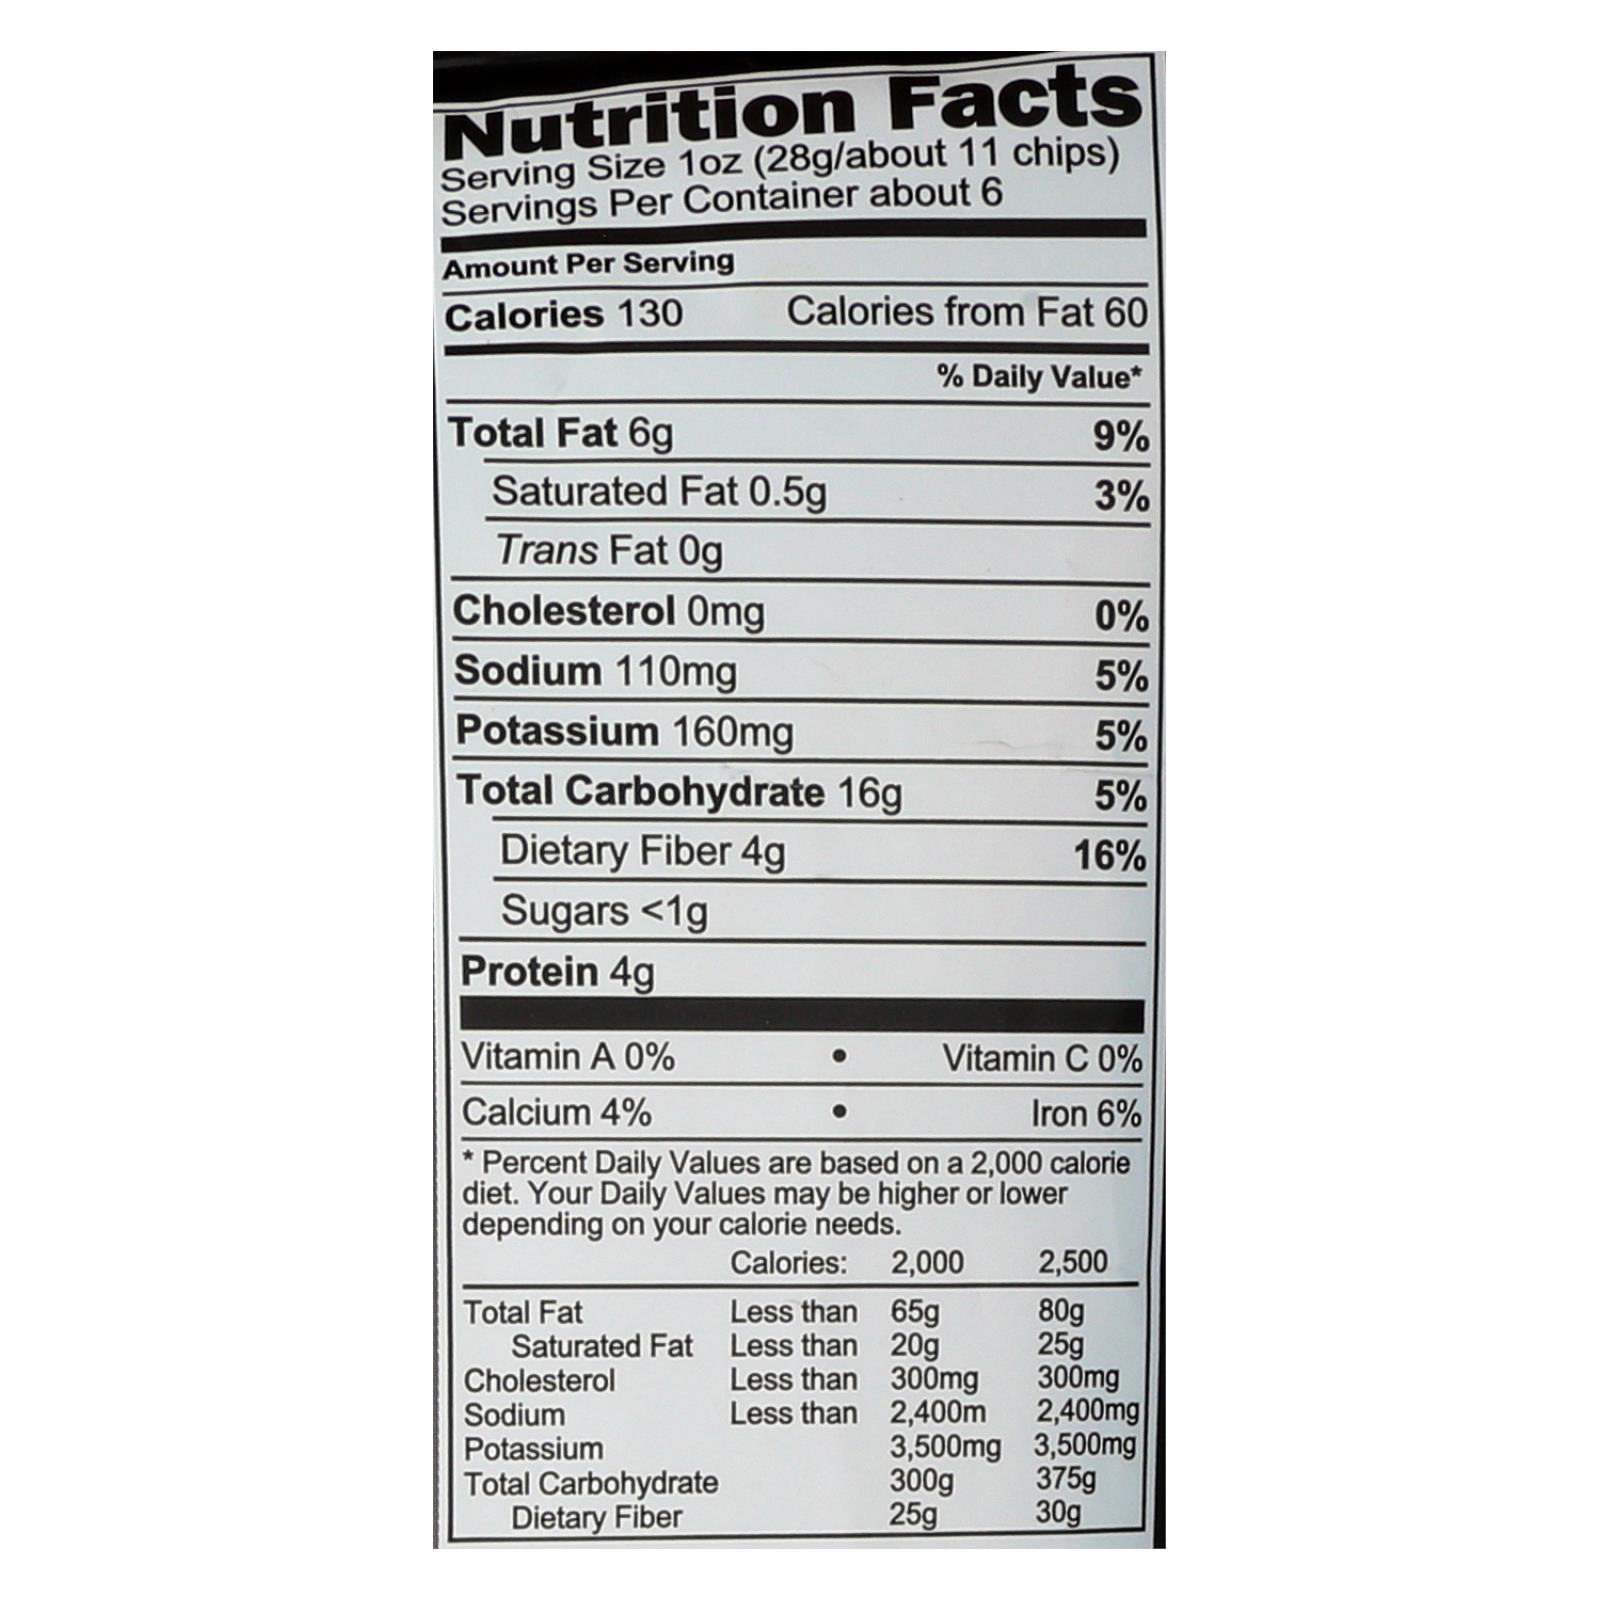 Nutrition Facts
Serving Size 1oz (28g/about 11 chips)
Servings Per Container about 6
Amount Per Serving
Calories 130 Calories from Fat 60
% Daily Value*
Total Fat 6g 9%
Saturated Fat 0.5g 3%
Trans Fat 0g
Cholesterol 0mg 0%
Sodium 110mg 5%
Potassium 160mg 5%
Total Carbohydrate 16g 5%
Dietary Fiber 4g 16%
Sugars <1g
Protein 4g
Vitamin A 0% • Vitamin C 0%
Calcium 4% • Iron 6%
* Percent Daily Values are based on a 2,000 calorie
diet. Your Daily Values may be higher or lower
depending on your calorie needs.
Calories: 2,000 2,500
Total Fat Less than 65g 80g
Saturated Fat Less than 20g 25g
Cholesterol Less than 300mg 300mg
Sodium Less than 2,400m 2,400mg
Potassium 3,500mg 3,500mg
Total Carbohydrate 300g 375g
Dietary Fiber 25g 30g